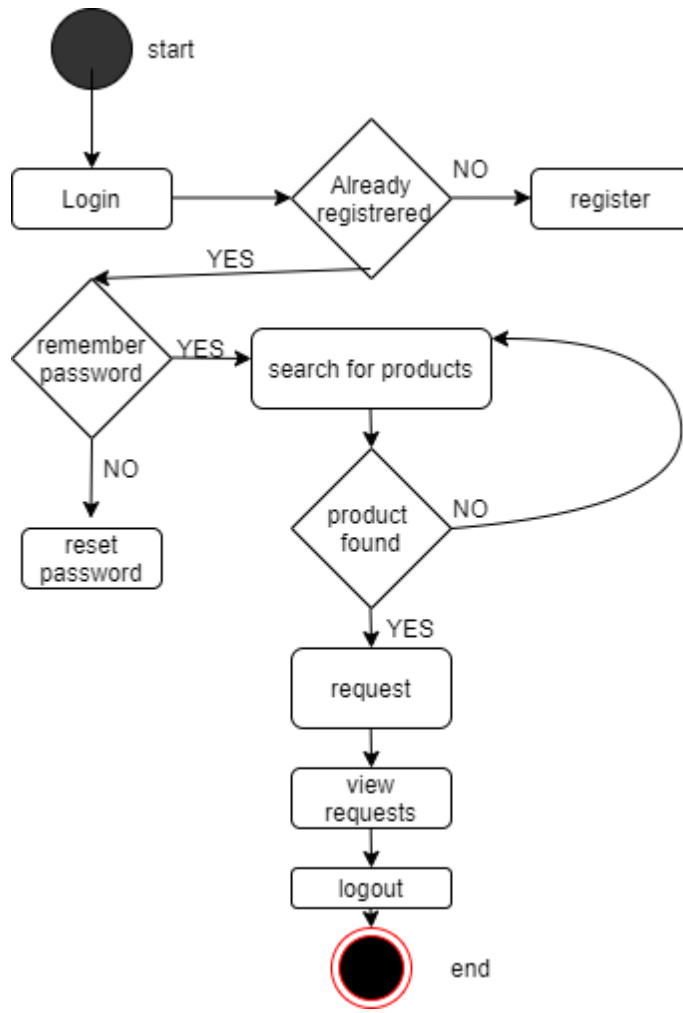 start
Login
Already
registrered
NO
register
YES
remember
password
YES
search for products
NO
reset
password
product
found
NO
YES
request
view
requests
logout
end